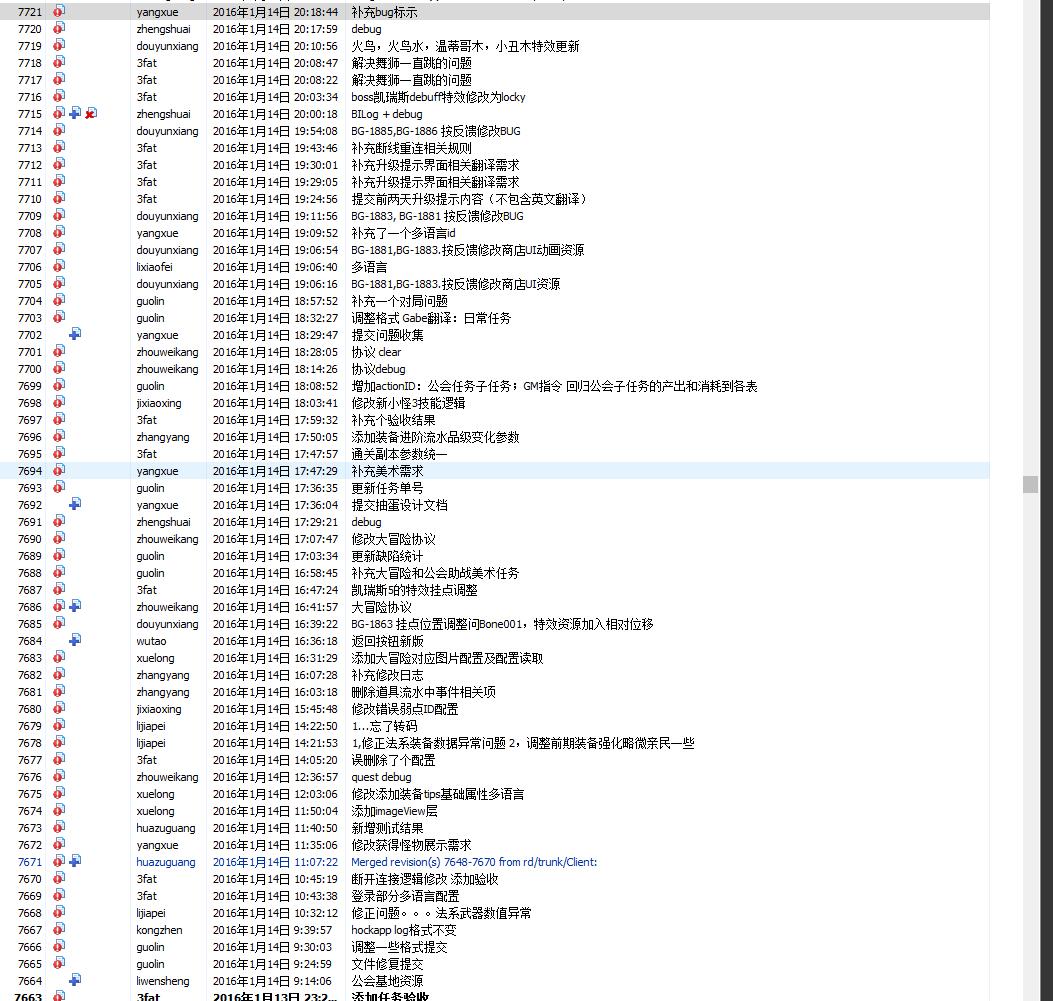 7721 yangxue 2016年1月14日 20:18:44 补充bug标示
7720 zhengshuai 2016年1月14日 20:17:59 debug
7719 douyunxiang 2016年1月14日 20:10:56 火鸟，火鸟水，温蒂哥木，小丑木特效更新
7718 3fat 2016年1月14日 20:08:47 解决舞狮一直跳的问题
7717 3fat 2016年1月14日 20:08:22 解决舞狮一直跳的问题
7716 3fat 2016年1月14日 20:03:34 boss凯瑞斯debuff特效修改为locky
7715 zhengshuai 2016年1月14日 20:00:18 BILog + debug
7714 douyunxiang 2016年1月14日 19:54:08 BG-1885,BG-1886 按反馈修改BUG
7713 3fat 2016年1月14日 19:43:46 补充断线重连相关规则
7712 3fat 2016年1月14日 19:30:01 补充升级提示界面相关翻译需求
7711 3fat 2016年1月14日 19:29:05 补充升级提示界面相关翻译需求
7710 3fat 2016年1月14日 19:24:56 提交前两天升级提示内容（不包含英文翻译）
7709 douyunxiang 2016年1月14日 19:11:56 BG-1883, BG-1881 按反馈修改BUG
7708 yangxue 2016年1月14日 19:09:52 补充了一个多语言id
7707 douyunxiang 2016年1月14日 19:06:54 BG-1881,BG-1883.按反馈修改商店UI动画资源
7706 lixiaofei 2016年1月14日 19:06:40 多语言
7705 douyunxiang 2016年1月14日 19:06:16 BG-1881,BG-1883.按反馈修改商店UI资源
7704 guolin 2016年1月14日 18:57:52 补充一个对局问题
7703 guolin 2016年1月14日 18:32:27 调整格式 Gabe翻译：日常任务
7702 yangxue 2016年1月14日 18:29:47 提交问题收集
7701 zhouweikang 2016年1月14日 18:28:05 协议 clear
7700 zhouweikang 2016年1月14日 18:14:26 协议debug
7699 guolin 2016年1月14日 18:08:52 增加actionID：公会任务子任务；GM指令 回归公会子任务的产出和消耗到各表
7698 jixiaoxing 2016年1月14日 18:03:41 修改新小怪3技能逻辑
7697 3fat 2016年1月14日 17:59:32 补充个验收结果
7696 zhangyang 2016年1月14日 17:50:05 添加装备进阶流水品级变化参数
7695 3fat 2016年1月14日 17:47:57 通关副本参数统一
7694 yangxue 2016年1月14日 17:47:29 补充美术需求
7693 guolin 2016年1月14日 17:36:35 更新任务单号
7692 yangxue 2016年1月14日 17:36:04 提交抽蛋设计文档
7691 zhengshuai 2016年1月14日 17:29:21 debug
7690 zhouweikang 2016年1月14日 17:07:47 修改大冒险协议
7689 guolin 2016年1月14日 17:03:34 更新缺陷统计
7688 guolin 2016年1月14日 16:58:45 补充大冒险和公会助战美术任务
7687 3fat 2016年1月14日 16:47:24 凯瑞斯5的特效挂点调整
7686 zhouweikang 2016年1月14日 16:41:57 大冒险协议
7685 douyunxiang 2016年1月14日 16:39:22 BG-1863 挂点位置调整问Bone001，特效资源加入相对位移
7684 wutao 2016年1月14日 16:36:18 返回按钮新版
7683 xuelong 2016年1月14日 16:31:29 添加大冒险对应图片配置及配置读取
7682 zhangyang 2016年1月14日 16:07:28 补充修改日志
7681 zhangyang 2016年1月14日 16:03:18 删除道具流水中事件相关项
7680 jixiaoxing 2016年1月14日 15:45:48 修改错误弱点ID配置
7679 lijiapei 2016年1月14日 14:22:50 1...忘了转码
7678 lijiapei 2016年1月14日 14:21:53 1,修正法系装备数据异常问题 2，调整前期装备强化略微亲民一些
7677 3fat 2016年1月14日 14:05:20 误删除了个配置
7676 zhouweikang 2016年1月14日 12:36:57 quest debug
7675 xuelong 2016年1月14日 12:03:06 修改添加装备tips基础属性多语言
7674 xuelong 2016年1月14日 11:50:04 添加imageView层
7673 huazuguang 2016年1月14日 11:40:50 新增测试结果
7672 yangxue 2016年1月14日 11:35:06 修改获得怪物展示需求
7671 huazuguang 2016年1月14日 11:07:22 Merged revision(s) 7648-7670 from rd/trunk/Client:
7670 3fat 2016年1月14日 10:45:19 断开连接逻辑修改 添加验收
7669 3fat 2016年1月14日 10:43:38 登录部分多语言配置
7668 lijiapei 2016年1月14日 10:32:12 修正问题。。。法系武器数值异常
7667 kongzhen 2016年1月14日 9:39:57 hockapp log格式不变
7666 guolin 2016年1月14日 9:30:03 调整一些格式提交
7665 guolin 2016年1月14日 9:24:59 文件修复提交
7664 liwensheng 2016年1月14日 9:14:06 公会基地资源
7663 3fat 2016年1月13日 23:2... 添加任务验收